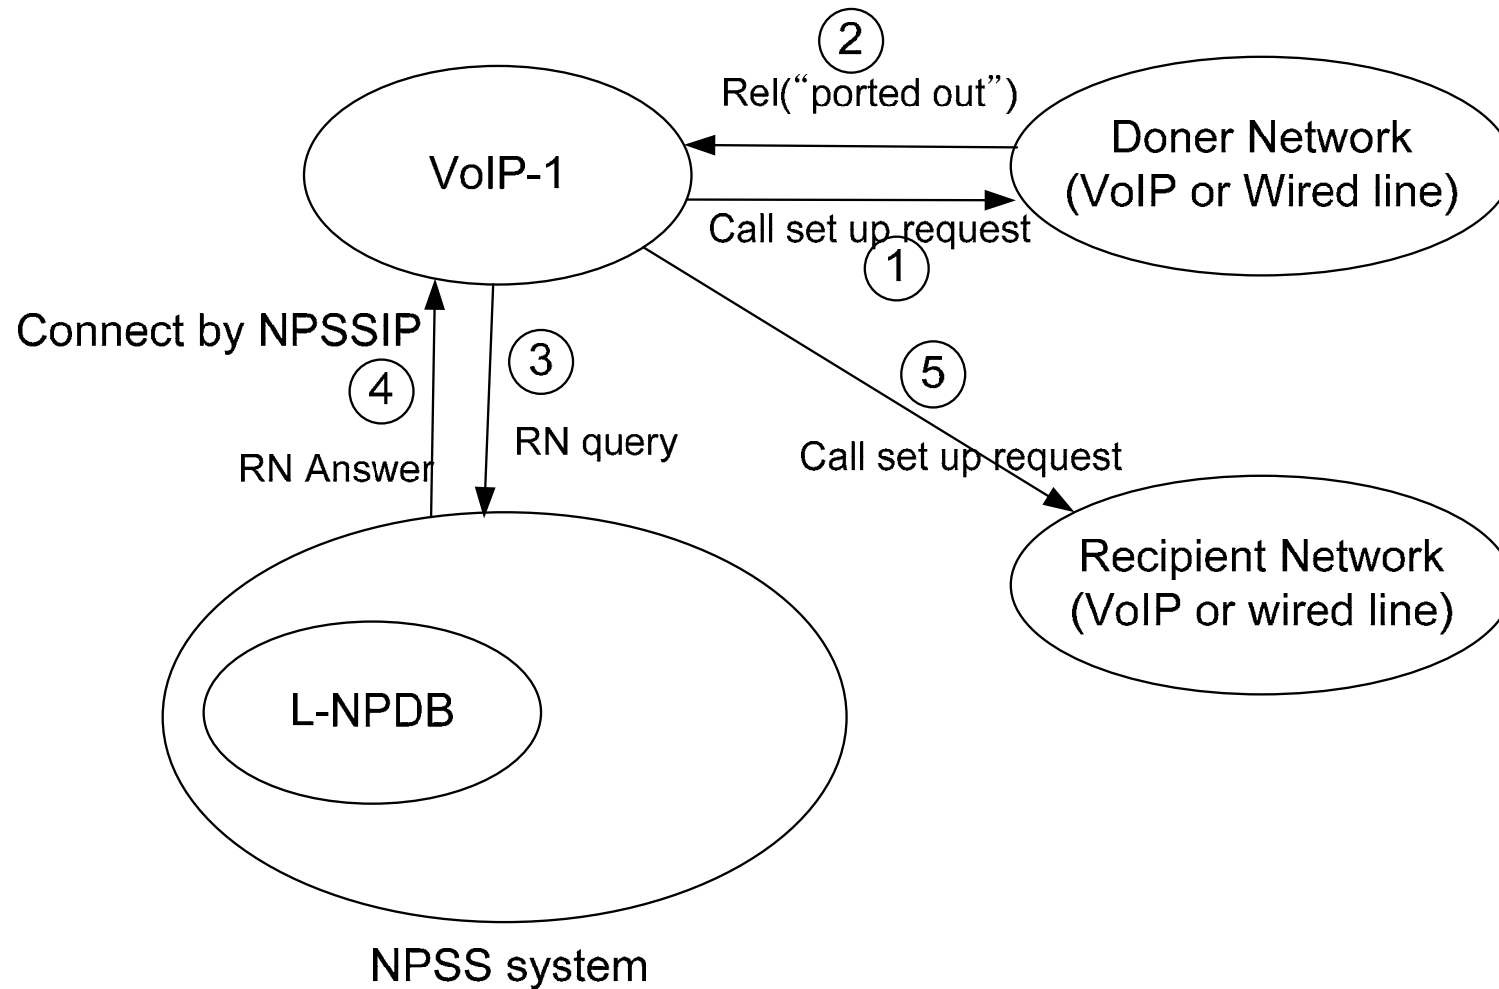 2
Rel(“ported out”)
VoIP-1
Doner Network
(VoIP or Wired line)
Call set up request
1
Connect by NPSSIP
3
4
5
RN query
RN Answer
Call set up request
Recipient Network
(VoIP or wired line)
L-NPDB
NPSS system